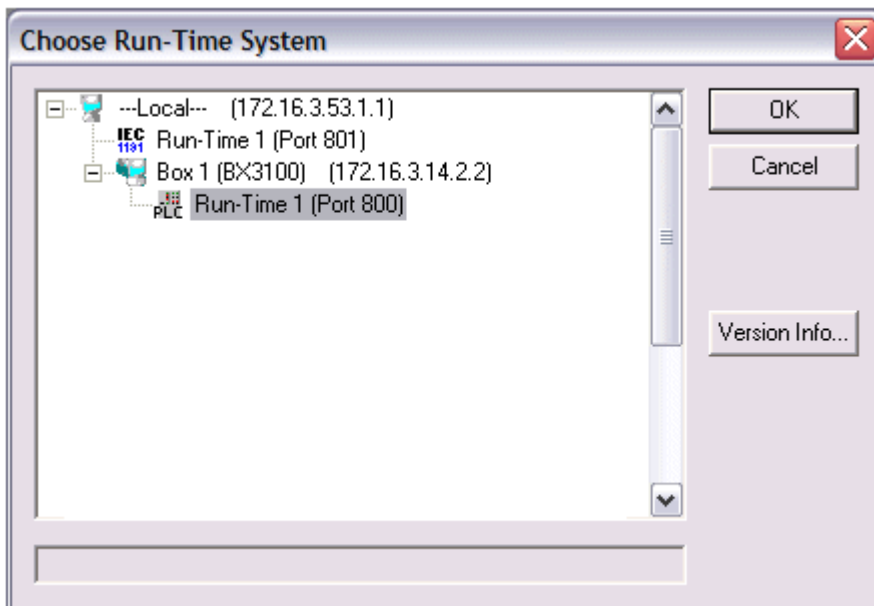 Choose Run-Time System
---Local--- (172.16.3.53.1.1)
IEC 1131 Run-Time 1 (Port 801)
Box 1 (BX3100) (172.16.3.14.2.2)
PLC Run-Time 1 (Port 800)
OK
Cancel
Version Info...